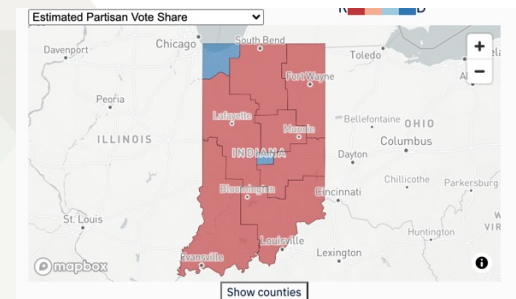 Estimated Partisan Vote Share
R D
Chicago
South Bend
Toledo
Davenport
Fort Wayne
Peoria
Lafayette
Bellefontaine
OHIO
Muncie
Columbus
ILLINOIS
INDIANA
Dayton
Chillicothe
Parkersburg
Bloomington
Cincinnati
St. Louis
Huntington
Louisville
Evansville
Lexington
mapbox
Show counties